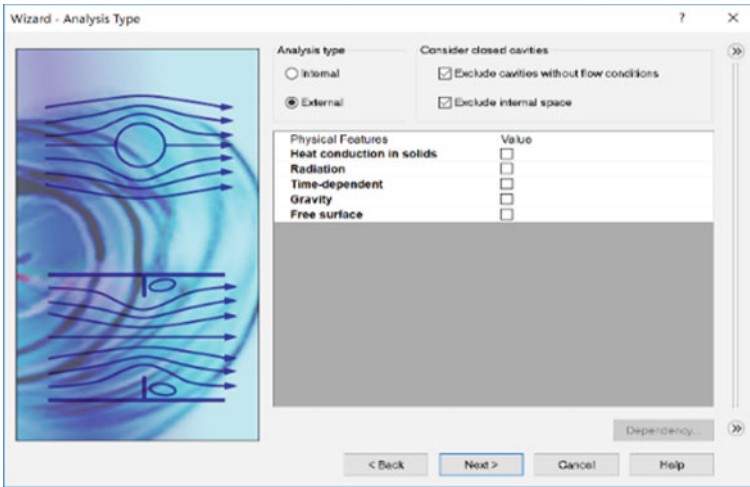 Wizard - Analysis Type
?
Analysis type
Consider closed cavities
Internal
Exclude cavities without flow conditions
External
Exclude internal space
Physical Features Value
Heat conduction in solids
Radiation
Time-dependent
Gravity
Free surface
Dependency...
< Back Next > Cancel Help